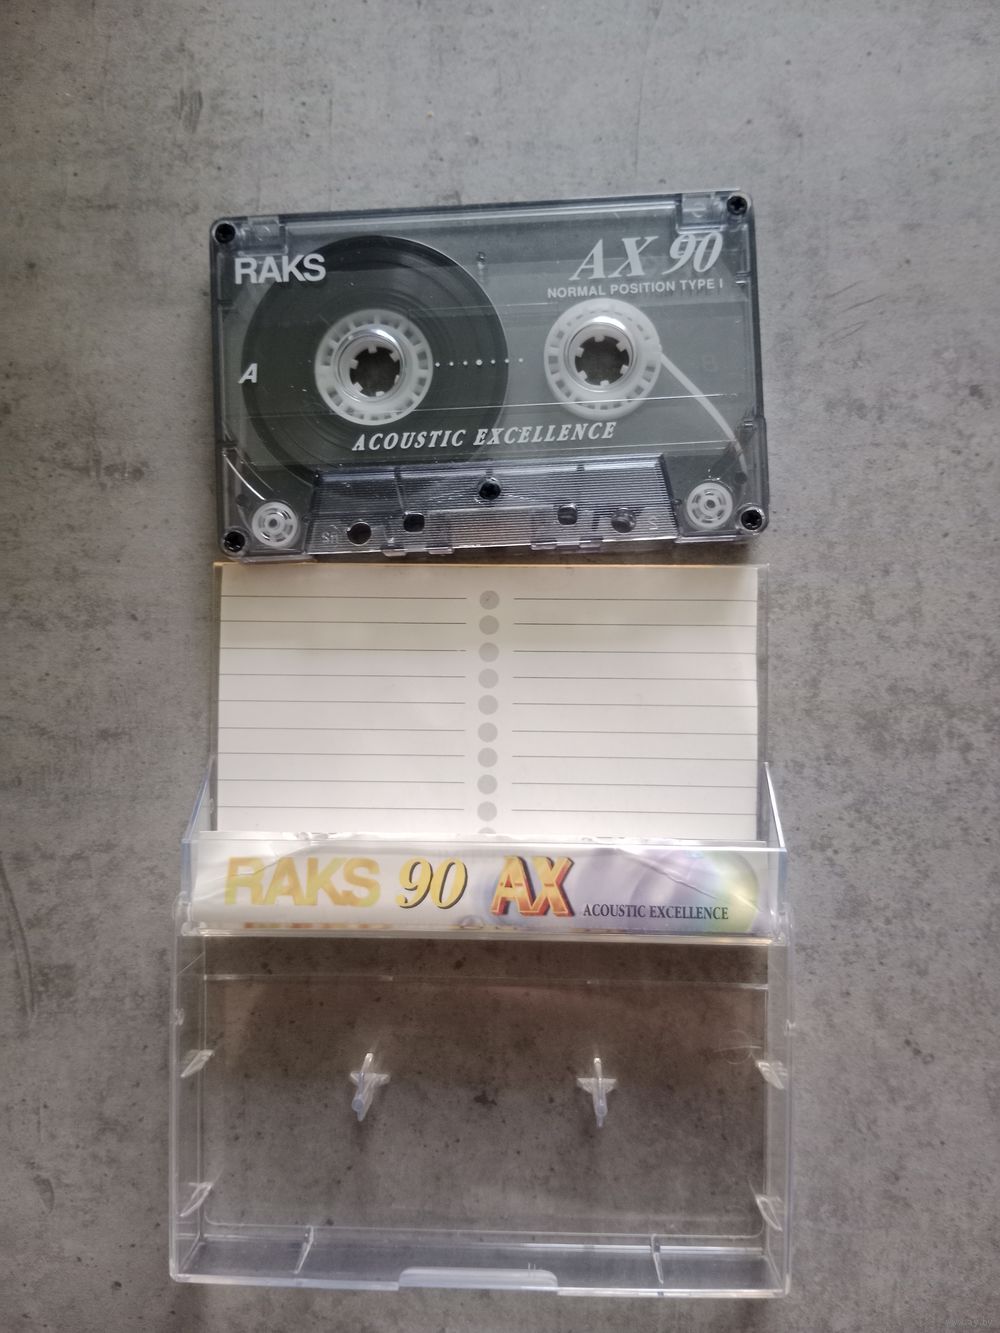 RAKS
AX 90
NORMAL POSITION TYPE I
A
ACOUSTIC EXCELLENCE
RAKS 90 AX ACOUSTIC EXCELLENCE